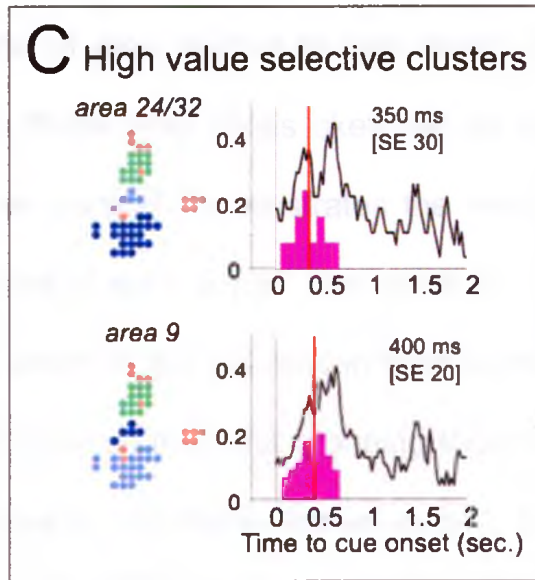 C High value selective clusters
area 24/32
350 ms
[SE 30]
0.4
0.2
0
0 0.5 1 1.5 2
area 9
400 ms
[SE 20]
0.4
0.2
0
0 0.5 1 1.5 2
Time to cue onset (sec.)